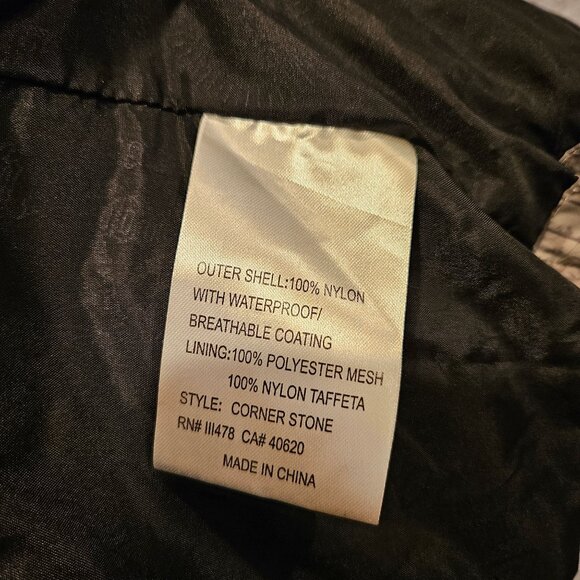 OUTER SHELL:100% NYLON
WITH WATERPROOF/
BREATHABLE COATING
LINING:100% POLYESTER MESH
100% NYLON TAFFETA
STYLE: CORNER STONE
RN# III478 CA# 40620
MADE IN CHINA